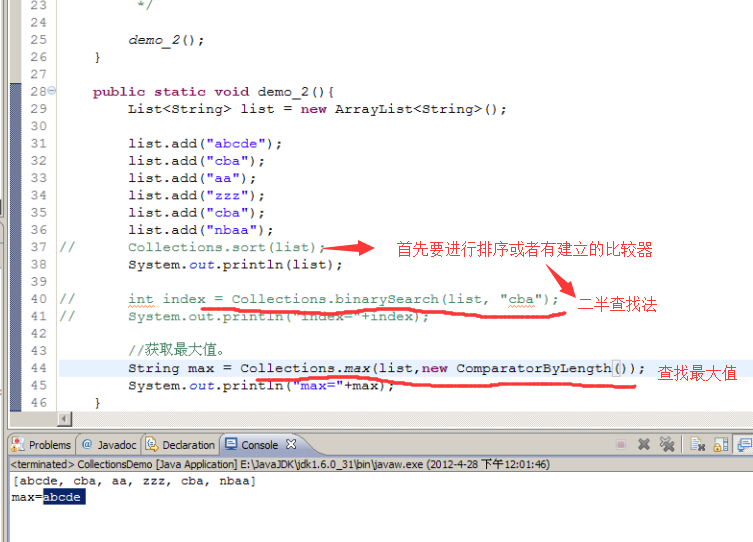 23
*/
24
25 demo_2();
26 }
27
28 public static void demo_2(){
29 List<String> list = new ArrayList<String>();
30
31 list.add("abcde");
32 list.add("cba");
33 list.add("aa");
34 list.add("zzz");
35 list.add("cba");
36 list.add("nbaa");
37 // Collections.sort(list); 首先要进行排序或者有建立的比较器
38 System.out.println(list);
39
40 // int index = Collections.binarySearch(list, "cba"); 二半查找法
41 // System.out.println("index="+index);
42
43 //获取最大值。
44 String max = Collections.max(list,new ComparatorByLength()); 查找最大值
45 System.out.println("max="+max);
46 }
Problems @ Javadoc Declaration Console
<terminated> CollectionsDemo [Java Application] E:\JavaJDK\jdk1.6.0_31\bin\javaw.exe (2012-4-28 下午12:01:46)
[abcde, cba, aa, zzz, cba, nbaa]
max=abcde